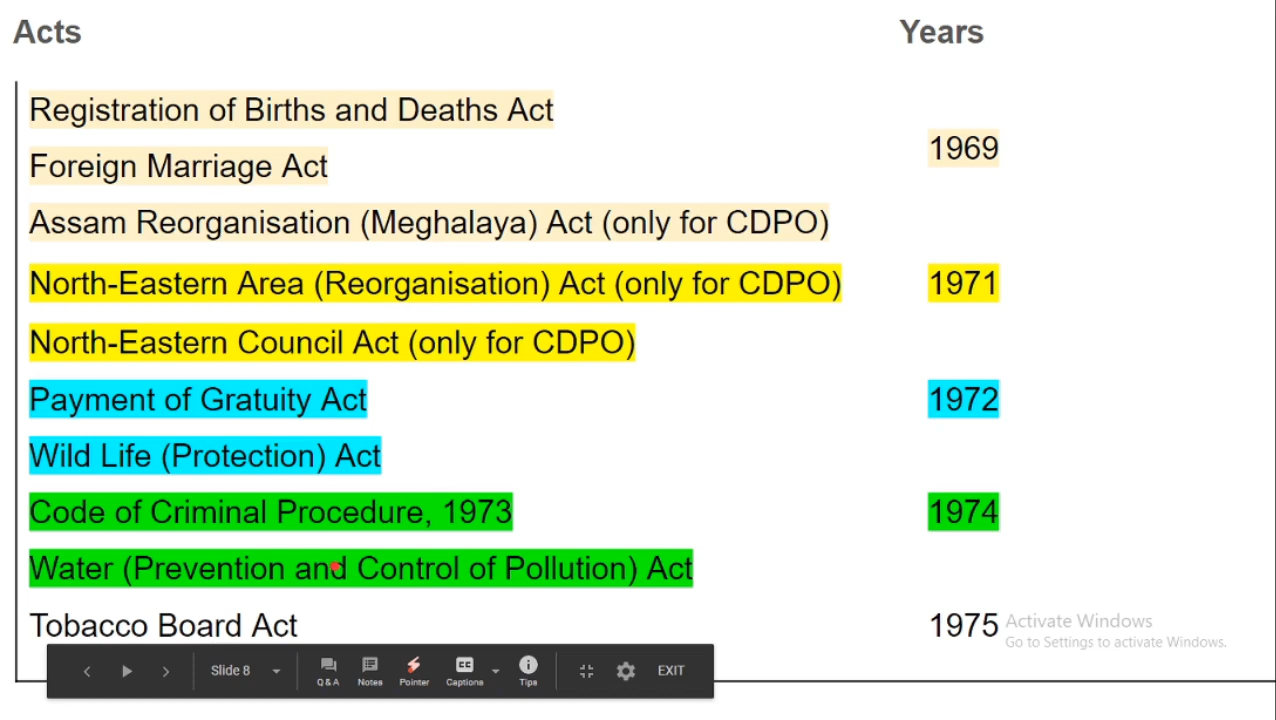 Acts Years
Registration of Births and Deaths Act
1969
Foreign Marriage Act
Assam Reorganisation (Meghalaya) Act (only for CDPO)
North-Eastern Area (Reorganisation) Act (only for CDPO) 1971
North-Eastern Council Act (only for CDPO)
Payment of Gratuity Act 1972
Wild Life (Protection) Act
Code of Criminal Procedure, 1973 1974
Water (Prevention and Control of Pollution) Act
Tobacco Board Act 1975
Activate Windows
Go to Settings to activate Windows.
Slide 8 Q&A Notes Pointer CC Captions Tips EXIT